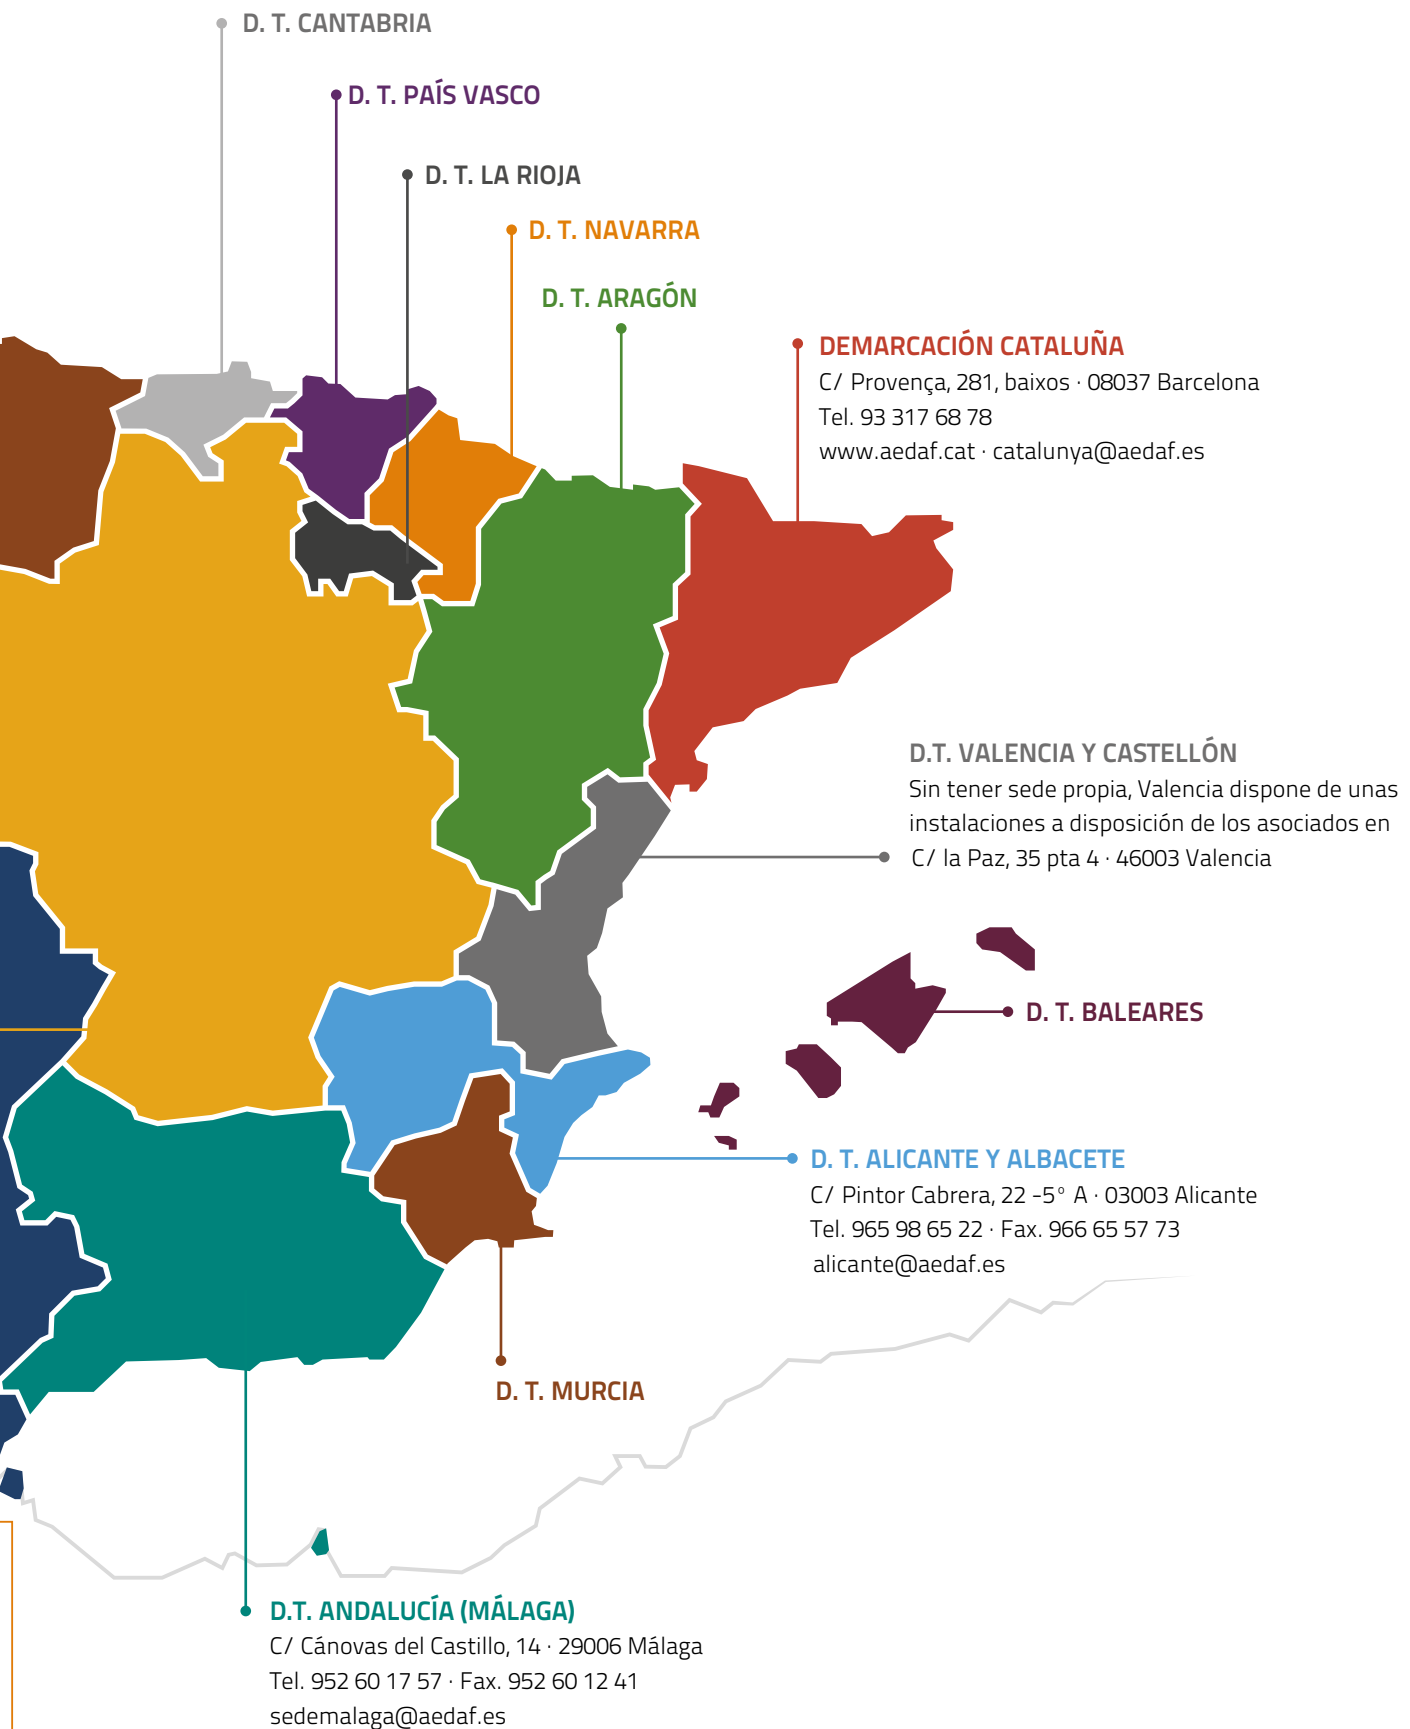 D. T. CANTABRIA
D. T. PAÍS VASCO
D. T. LA RIOJA
D. T. NAVARRA
D. T. ARAGÓN
DEMARCACIÓN CATALUÑA
C/ Provença, 281, baixos · 08037 Barcelona
Tel. 93 317 68 78
www.aedaf.cat · catalunya@aedaf.es
D.T. VALENCIA Y CASTELLÓN
Sin tener sede propia, Valencia dispone de unas
instalaciones a disposición de los asociados en
C/ la Paz, 35 pta 4 · 46003 Valencia
D. T. BALEARES
D. T. ALICANTE Y ALBACETE
C/ Pintor Cabrera, 22 -5° A · 03003 Alicante
Tel. 965 98 65 22 · Fax. 966 65 57 73
alicante@aedaf.es
D. T. MURCIA
D.T. ANDALUCÍA (MÁLAGA)
C/ Cánovas del Castillo, 14 · 29006 Málaga
Tel. 952 60 17 57 · Fax. 952 60 12 41
sedemalaga@aedaf.es